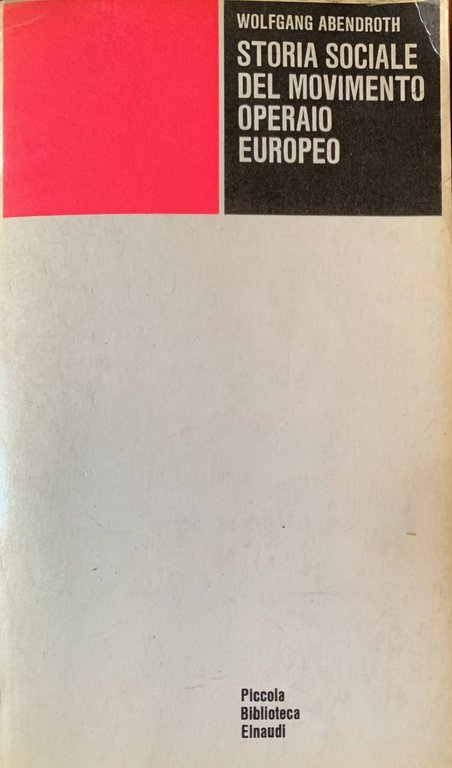 WOLFGANG ABENDROTH
STORIA SOCIALE
DEL MOVIMENTO
OPERAIO
EUROPEO
Piccola
Biblioteca
Einaudi